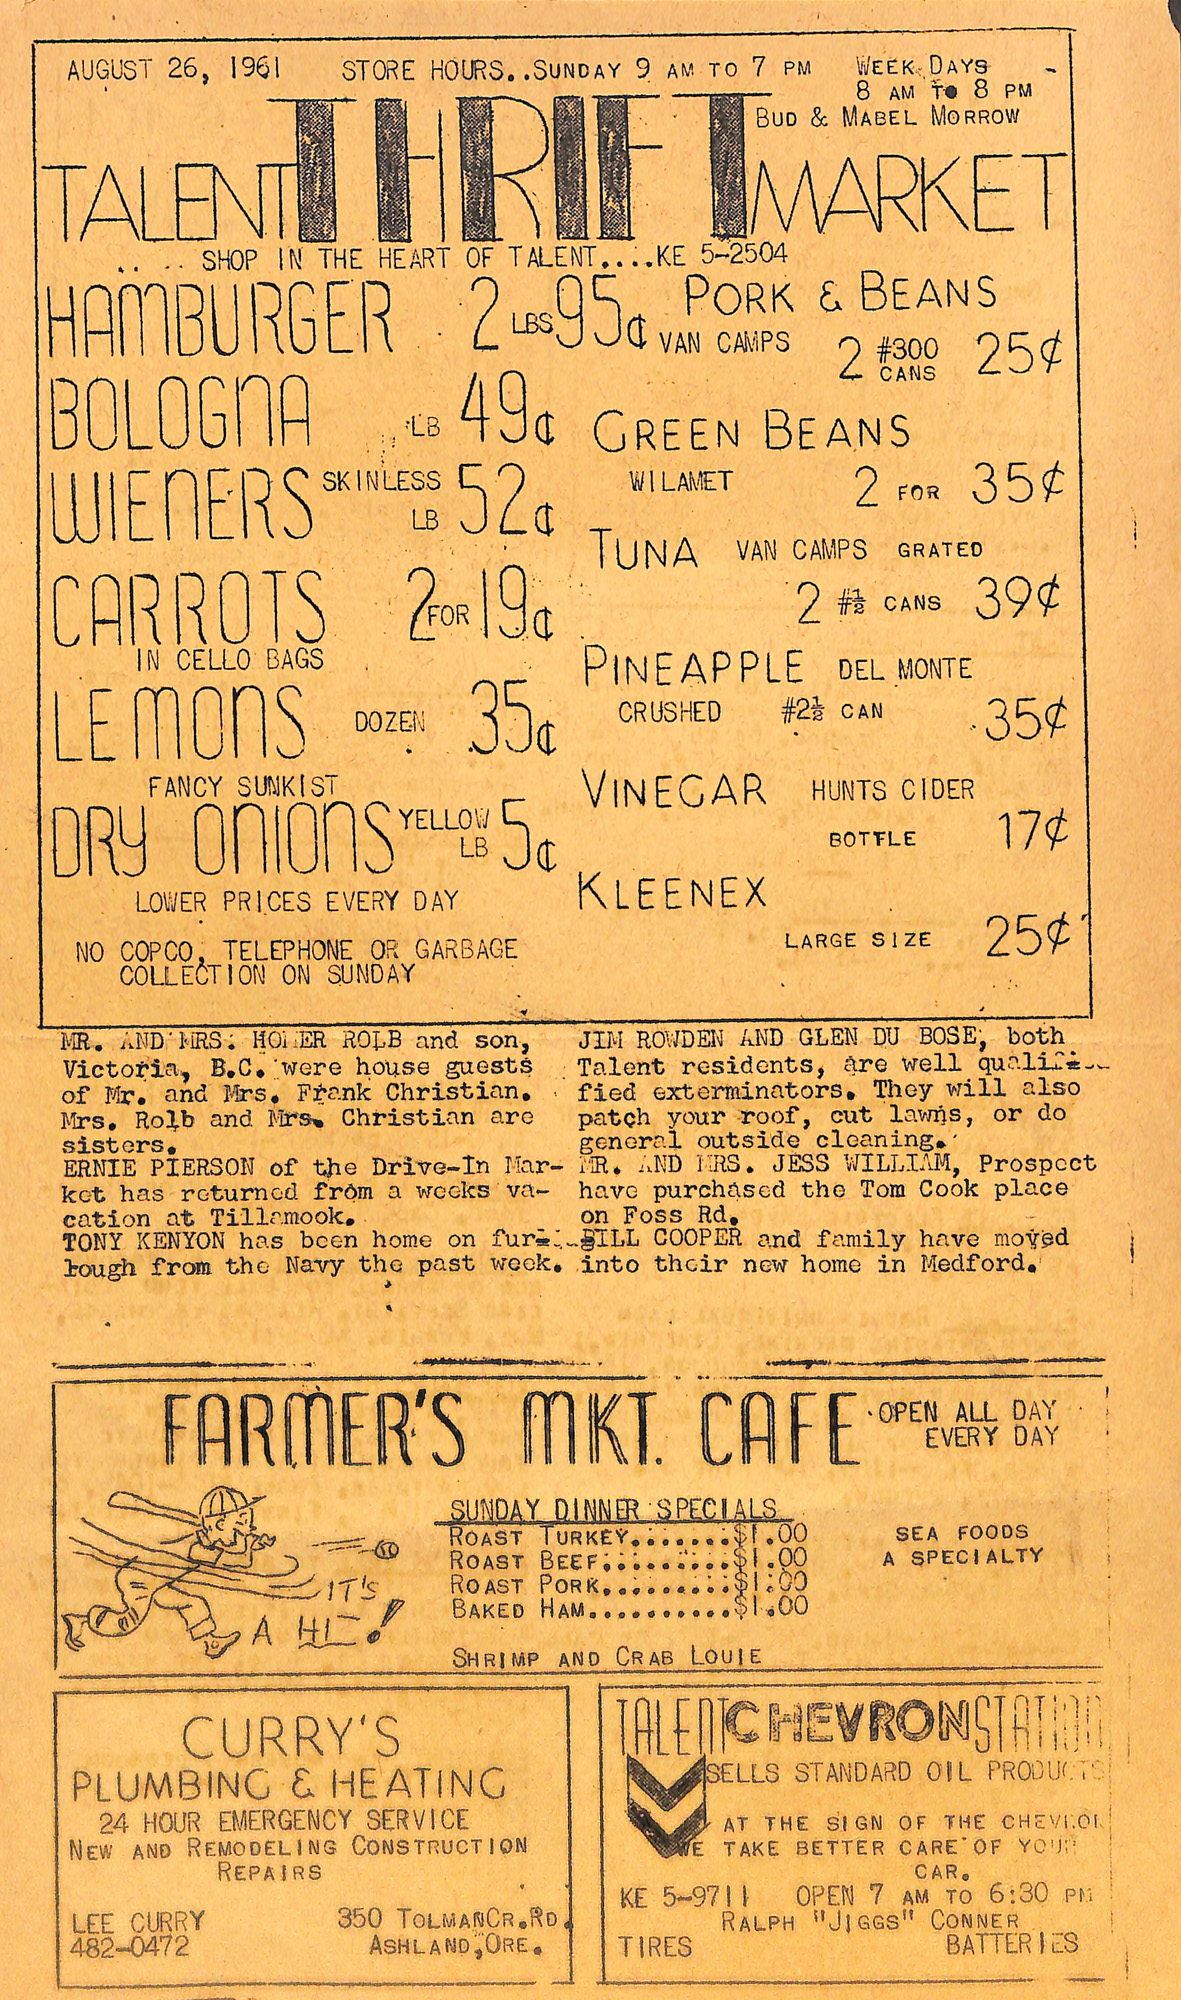 AUGUST 26, 1961 STORE HOURS..SUNDAY 9 AM TO 7 PM WEEK DAYS
8 AM TO 8 PM
BUD & MABEL MORROW
TALENT THRIFT MARKET
.. .. SHOP IN THE HEART OF TALENT....KE 5-2504
HAMBURGER 2 LBS 95¢
BOLOGNA LB 49¢
WIENERS SKINLESS
LB 52¢
CARROTS 2 FOR 19¢
IN CELLO BAGS
LEMONS DOZEN 35¢
FANCY SUNKIST
DRY ONIONS YELLOW
LB 5¢
LOWER PRICES EVERY DAY
NO COPCO, TELEPHONE OR GARBAGE
COLLECTION ON SUNDAY
PORK & BEANS
VAN CAMPS 2 #300
CANS 25¢
GREEN BEANS
WILAMET 2 FOR 35¢
TUNA VAN CAMPS GRATED
2 #½ CANS 39¢
PINEAPPLE DEL MONTE
CRUSHED #2½ CAN 35¢
VINEGAR HUNTS CIDER
BOTTLE 17¢
KLEENEX
LARGE SIZE 25¢
MR. AND MRS. HOMER ROLB and son,
Victoria, B.C. were house guests
of Mr. and Mrs. Frank Christian.
Mrs. Rolb and Mrs. Christian are
sisters.
ERNIE PIERSON of the Drive-In Mar-
ket has returned from a weeks va-
cation at Tillamook.
TONY KENYON has been home on fur-
lough from the Navy the past week.
JIM ROWDEN AND GLEN DU BOSE, both
Talent residents, are well quali-
fied exterminators. They will also
patch your roof, cut lawns, or do
general outside cleaning.
MR. AND MRS. JESS WILLIAM, Prospect
have purchased the Tom Cook place
on Foss Rd.
BILL COOPER and family have moved
into their new home in Medford.
FARMER'S MKT. CAFE
OPEN ALL DAY
EVERY DAY
IT'S
A HIT!
SUNDAY DINNER SPECIALS
ROAST TURKEY.......$1.00
ROAST BEEF.........$1.00
ROAST PORK.........$1.00
BAKED HAM..........$1.00
SHRIMP AND CRAB LOUIE
SEA FOODS
A SPECIALTY
CURRY'S
PLUMBING & HEATING
24 HOUR EMERGENCY SERVICE
NEW AND REMODELING CONSTRUCTION
REPAIRS
LEE CURRY 350 TOLMAN CR. RD.
482-0472 ASHLAND, ORE.
TALENT CHEVRON STATION
SELLS STANDARD OIL PRODUCTS
AT THE SIGN OF THE CHEVRON
WE TAKE BETTER CARE OF YOUR
CAR.
KE 5-9711 OPEN 7 AM TO 6:30 PM
RALPH "JIGGS" CONNER
TIRES BATTERIES